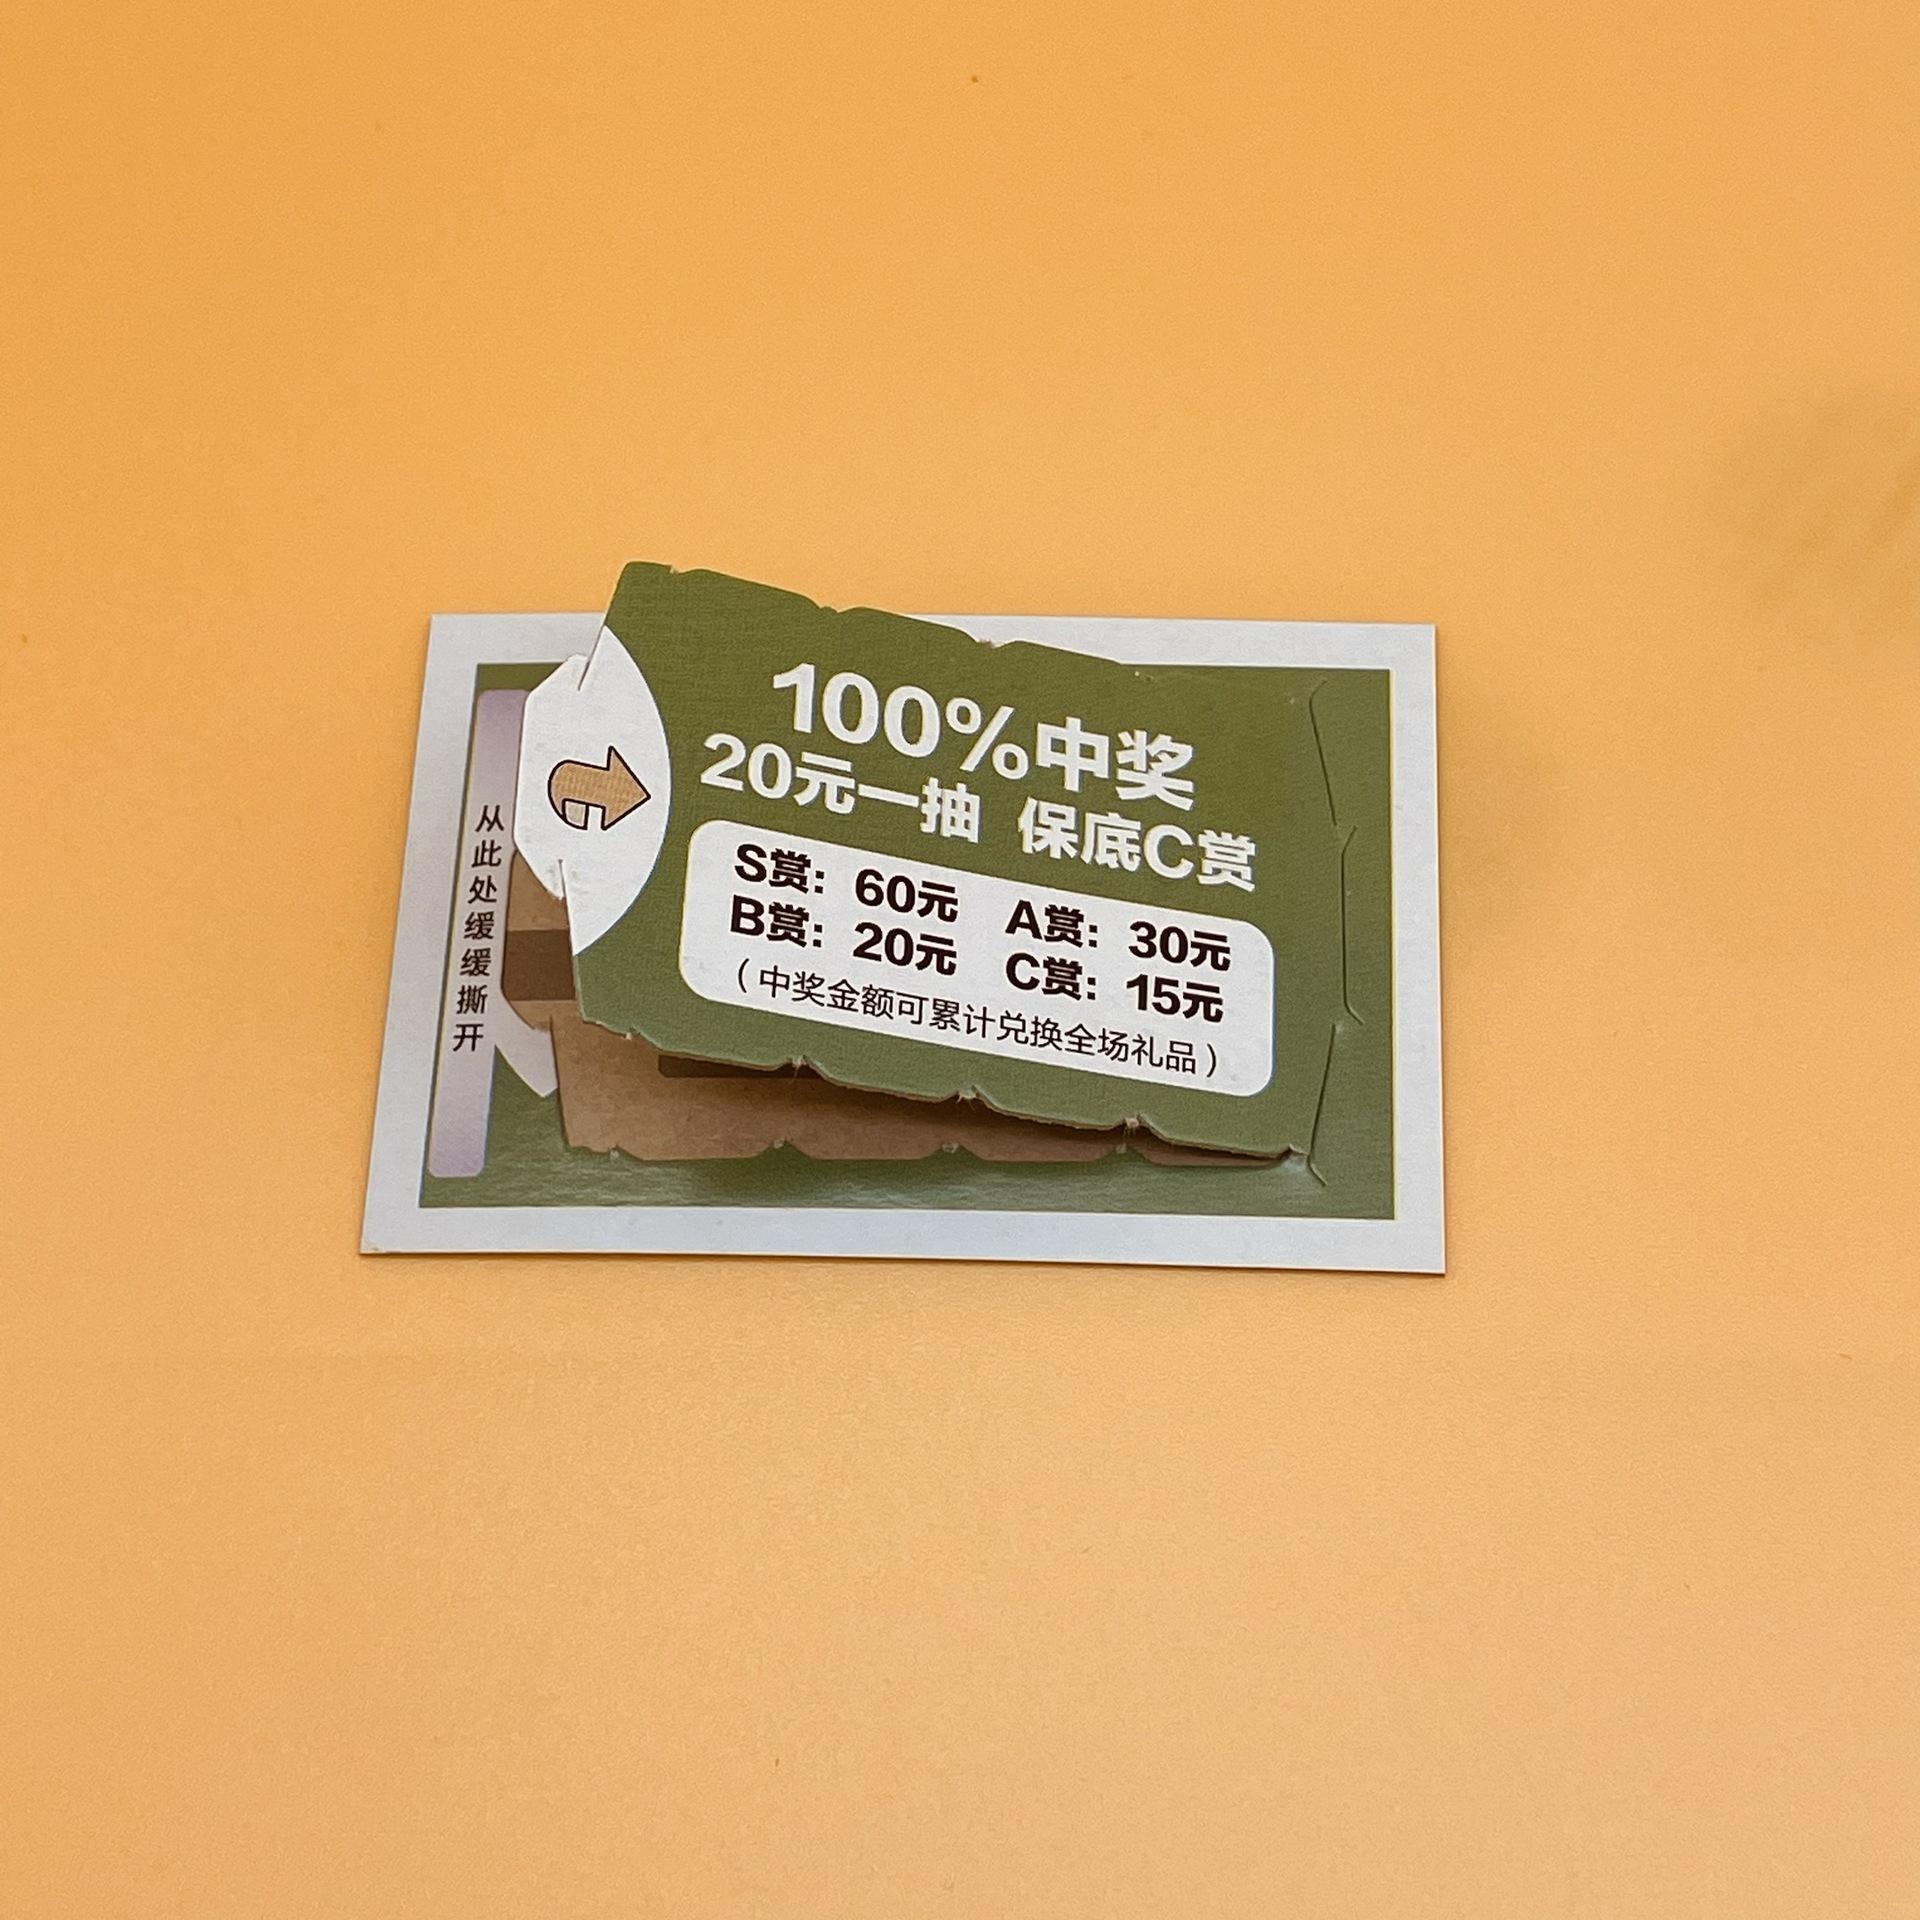 100%中奖
20元一抽 保底C赏
S赏: 60元 A赏: 30元
B赏: 20元 C赏: 15元
(中奖金额可累计兑换全场礼品)
从此处缓缓撕开